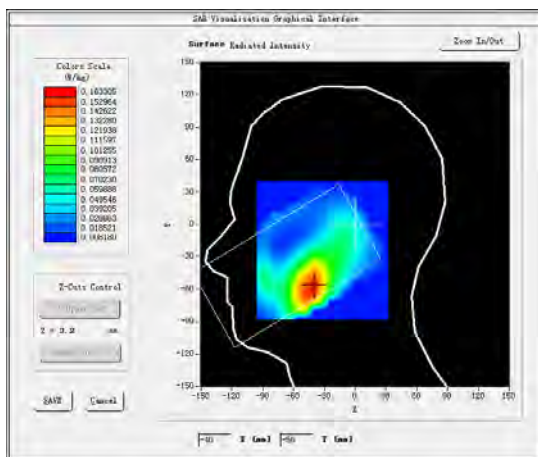 SAR Visualisation Graphical Interface
Surface Radiated Intensity
Zoom In/Out
Colors Scale
(W/kg)
0.163305
0.152964
0.142622
0.132280
0.121938
0.111597
0.101255
0.090913
0.080572
0.070230
0.059888
0.049546
0.039205
0.028863
0.018521
0.008180
Z-Cuts Control
Z = 3.2 mm
SAVE
Cancel
150-
120-
90-
60-
30-
0-
-30-
-60-
-90-
-120-
-150-
-150 -120 -90 -60 -30 0 30 60 90 120 150
X
-40 X [mm] -56 Y [mm]